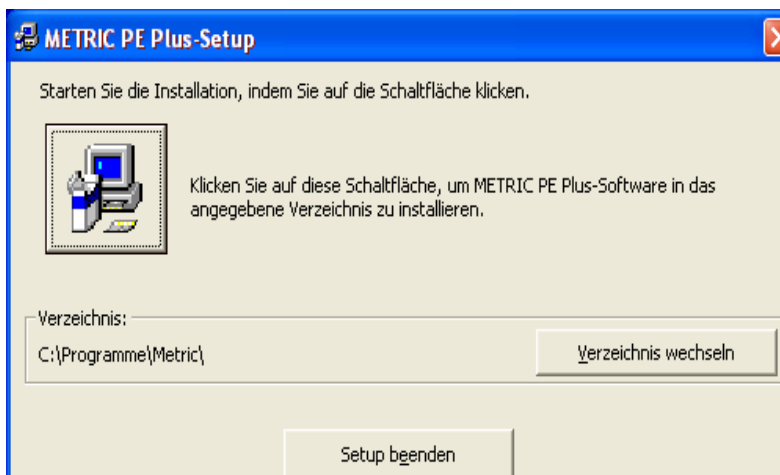 METRIC PE Plus-Setup
Starten Sie die Installation, indem Sie auf die Schaltfläche klicken.
Klicken Sie auf diese Schaltfläche, um METRIC PE Plus-Software in das
angegebene Verzeichnis zu installieren.
Verzeichnis:
C:\Programme\Metric\
Verzeichnis wechseln
Setup beenden